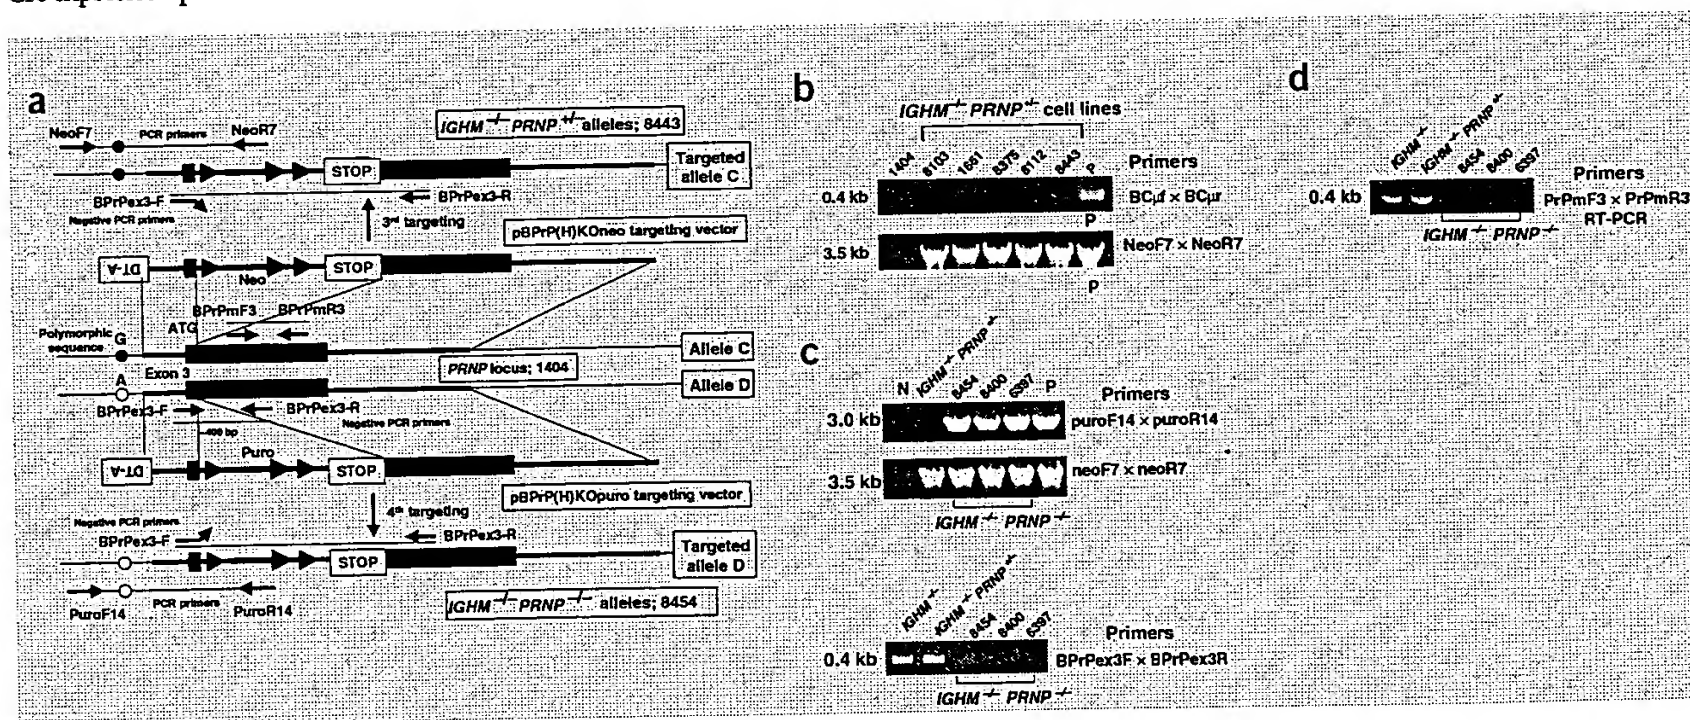 a
NeoF7
PCR primers
NeoR7
IGHM-/- PRNP+/- alleles; 8443
STOP
Targeted
allele C
BPrPex3-F
BPrPex3-R
Negative PCR primers
3rd targeting
pBPrP(H)KOneo targeting vector
DT-A
Neo
STOP
BPrPmF3
BPrPmR3
ATG
Polymorphic
sequence
G
Allele C
Exon 3
PRNP locus; 1404
A
Allele D
BPrPex3-F
BPrPex3-R
Negative PCR primers
400 bp
Puro
DT-A
STOP
pBPrP(H)KOpuro targeting vector
4th targeting
Negative PCR primers
BPrPex3-F
BPrPex3-R
STOP
Targeted
allele D
PuroF14
PCR primers
PuroR14
IGHM-/- PRNP-/- alleles; 8454
b
IGHM-/- PRNP+/- cell lines
1404 8103 1661 8375 8112 8443 P
Primers
0.4 kb
BCμf × BCμr
P
3.5 kb
NeoF7 × NeoR7
P
c
N IGHM-/- PRNP+/- 8454 8400 6397 P
Primers
3.0 kb
puroF14 × puroR14
3.5 kb
neoF7 × neoR7
IGHM-/- PRNP-/-
IGHM-/- IGHM-/- PRNP+/- 8454 8400 6397
Primers
0.4 kb
BPrPex3F × BPrPex3R
IGHM-/- PRNP-/-
d
IGHM-/- IGHM-/- PRNP+/- 8454 8400 6397
Primers
0.4 kb
PrPmF3 × PrPmR3
RT-PCR
IGHM-/- PRNP-/-